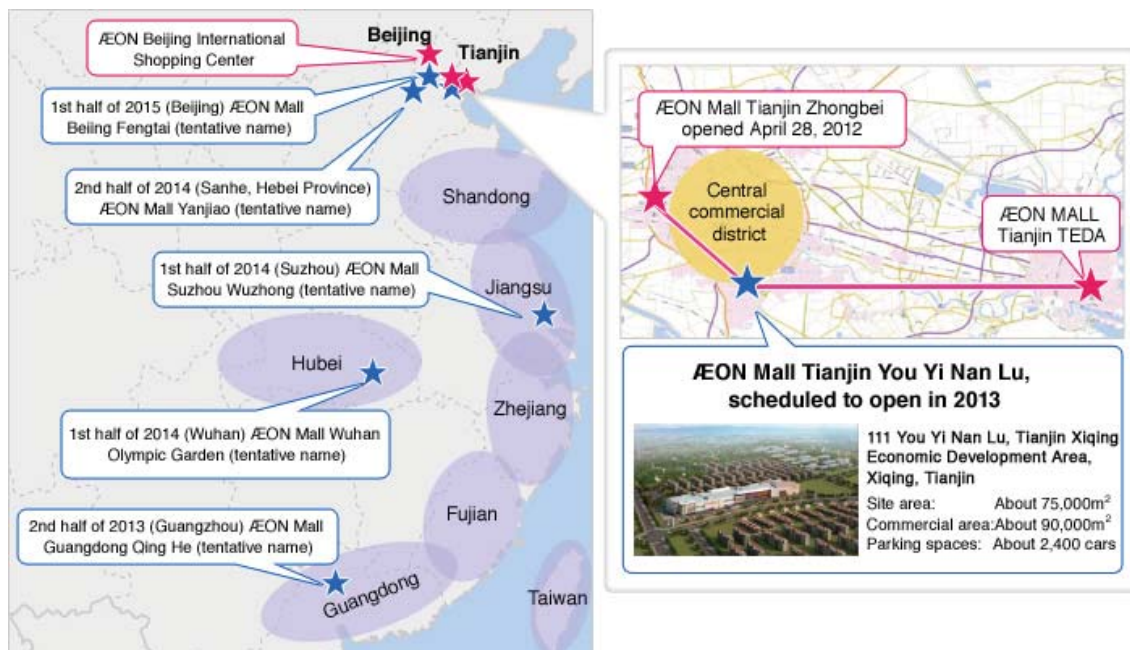 Beijing
Tianjin
ÆON Beijing International
Shopping Center
1st half of 2015 (Beijing) ÆON Mall
Beiing Fengtai (tentative name)
2nd half of 2014 (Sanhe, Hebei Province)
ÆON Mall Yanjiao (tentative name)
Shandong
1st half of 2014 (Suzhou) ÆON Mall
Suzhou Wuzhong (tentative name)
Jiangsu
Hubei
Zhejiang
1st half of 2014 (Wuhan) ÆON Mall Wuhan
Olympic Garden (tentative name)
Fujian
2nd half of 2013 (Guangzhou) ÆON Mall
Guangdong Qing He (tentative name)
Guangdong
Taiwan
ÆON Mall Tianjin Zhongbei
opened April 28, 2012
Central
commercial
district
ÆON MALL
Tianjin TEDA
ÆON Mall Tianjin You Yi Nan Lu,
scheduled to open in 2013
111 You Yi Nan Lu, Tianjin Xiqing
Economic Development Area,
Xiqing, Tianjin
Site area: About 75,000m²
Commercial area:About 90,000m²
Parking spaces: About 2,400 cars